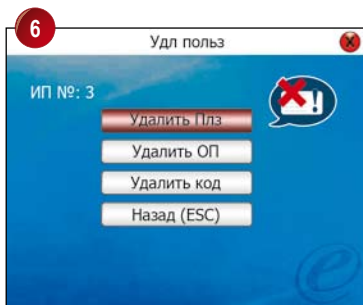 6
Удл польз
ИП №: 3
Удалить Плз
Удалить ОП
Удалить код
Назад (ESC)